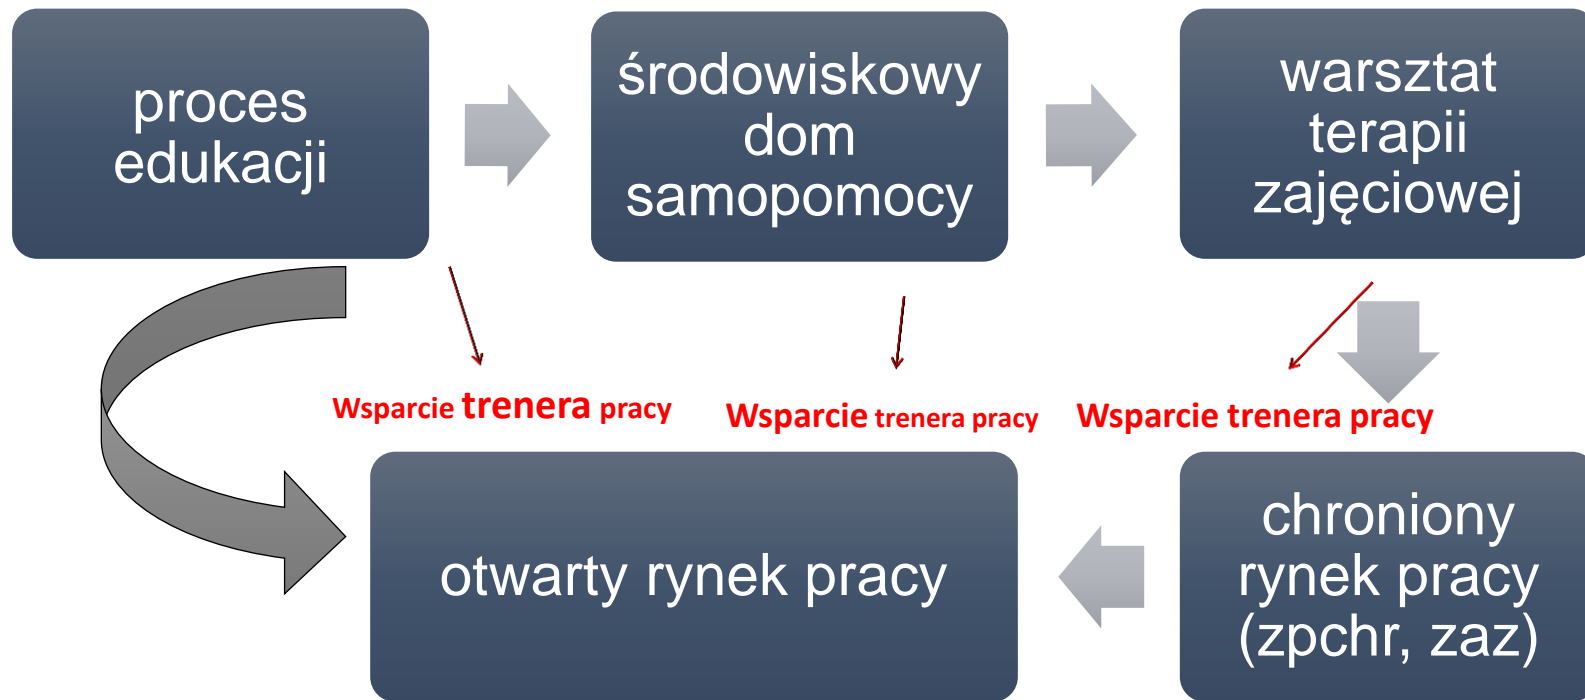 proces
edukacji
środowiskowy
dom
samopomocy
warsztat
terapii
zajęciowej
Wsparcie trenera pracy
Wsparcie trenera pracy
Wsparcie trenera pracy
otwarty rynek pracy
chroniony
rynek pracy
(zpchr, zaz)